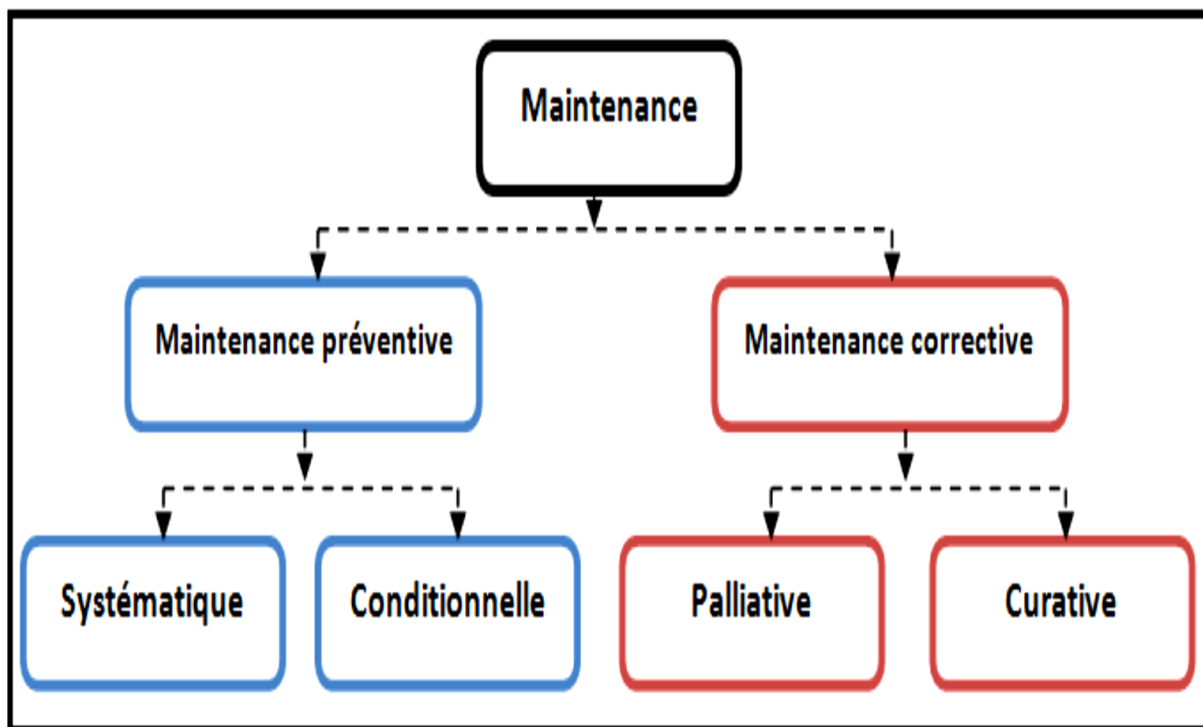 Maintenance
Maintenance préventive
Maintenance corrective
Systématique
Conditionnelle
Palliative
Curative